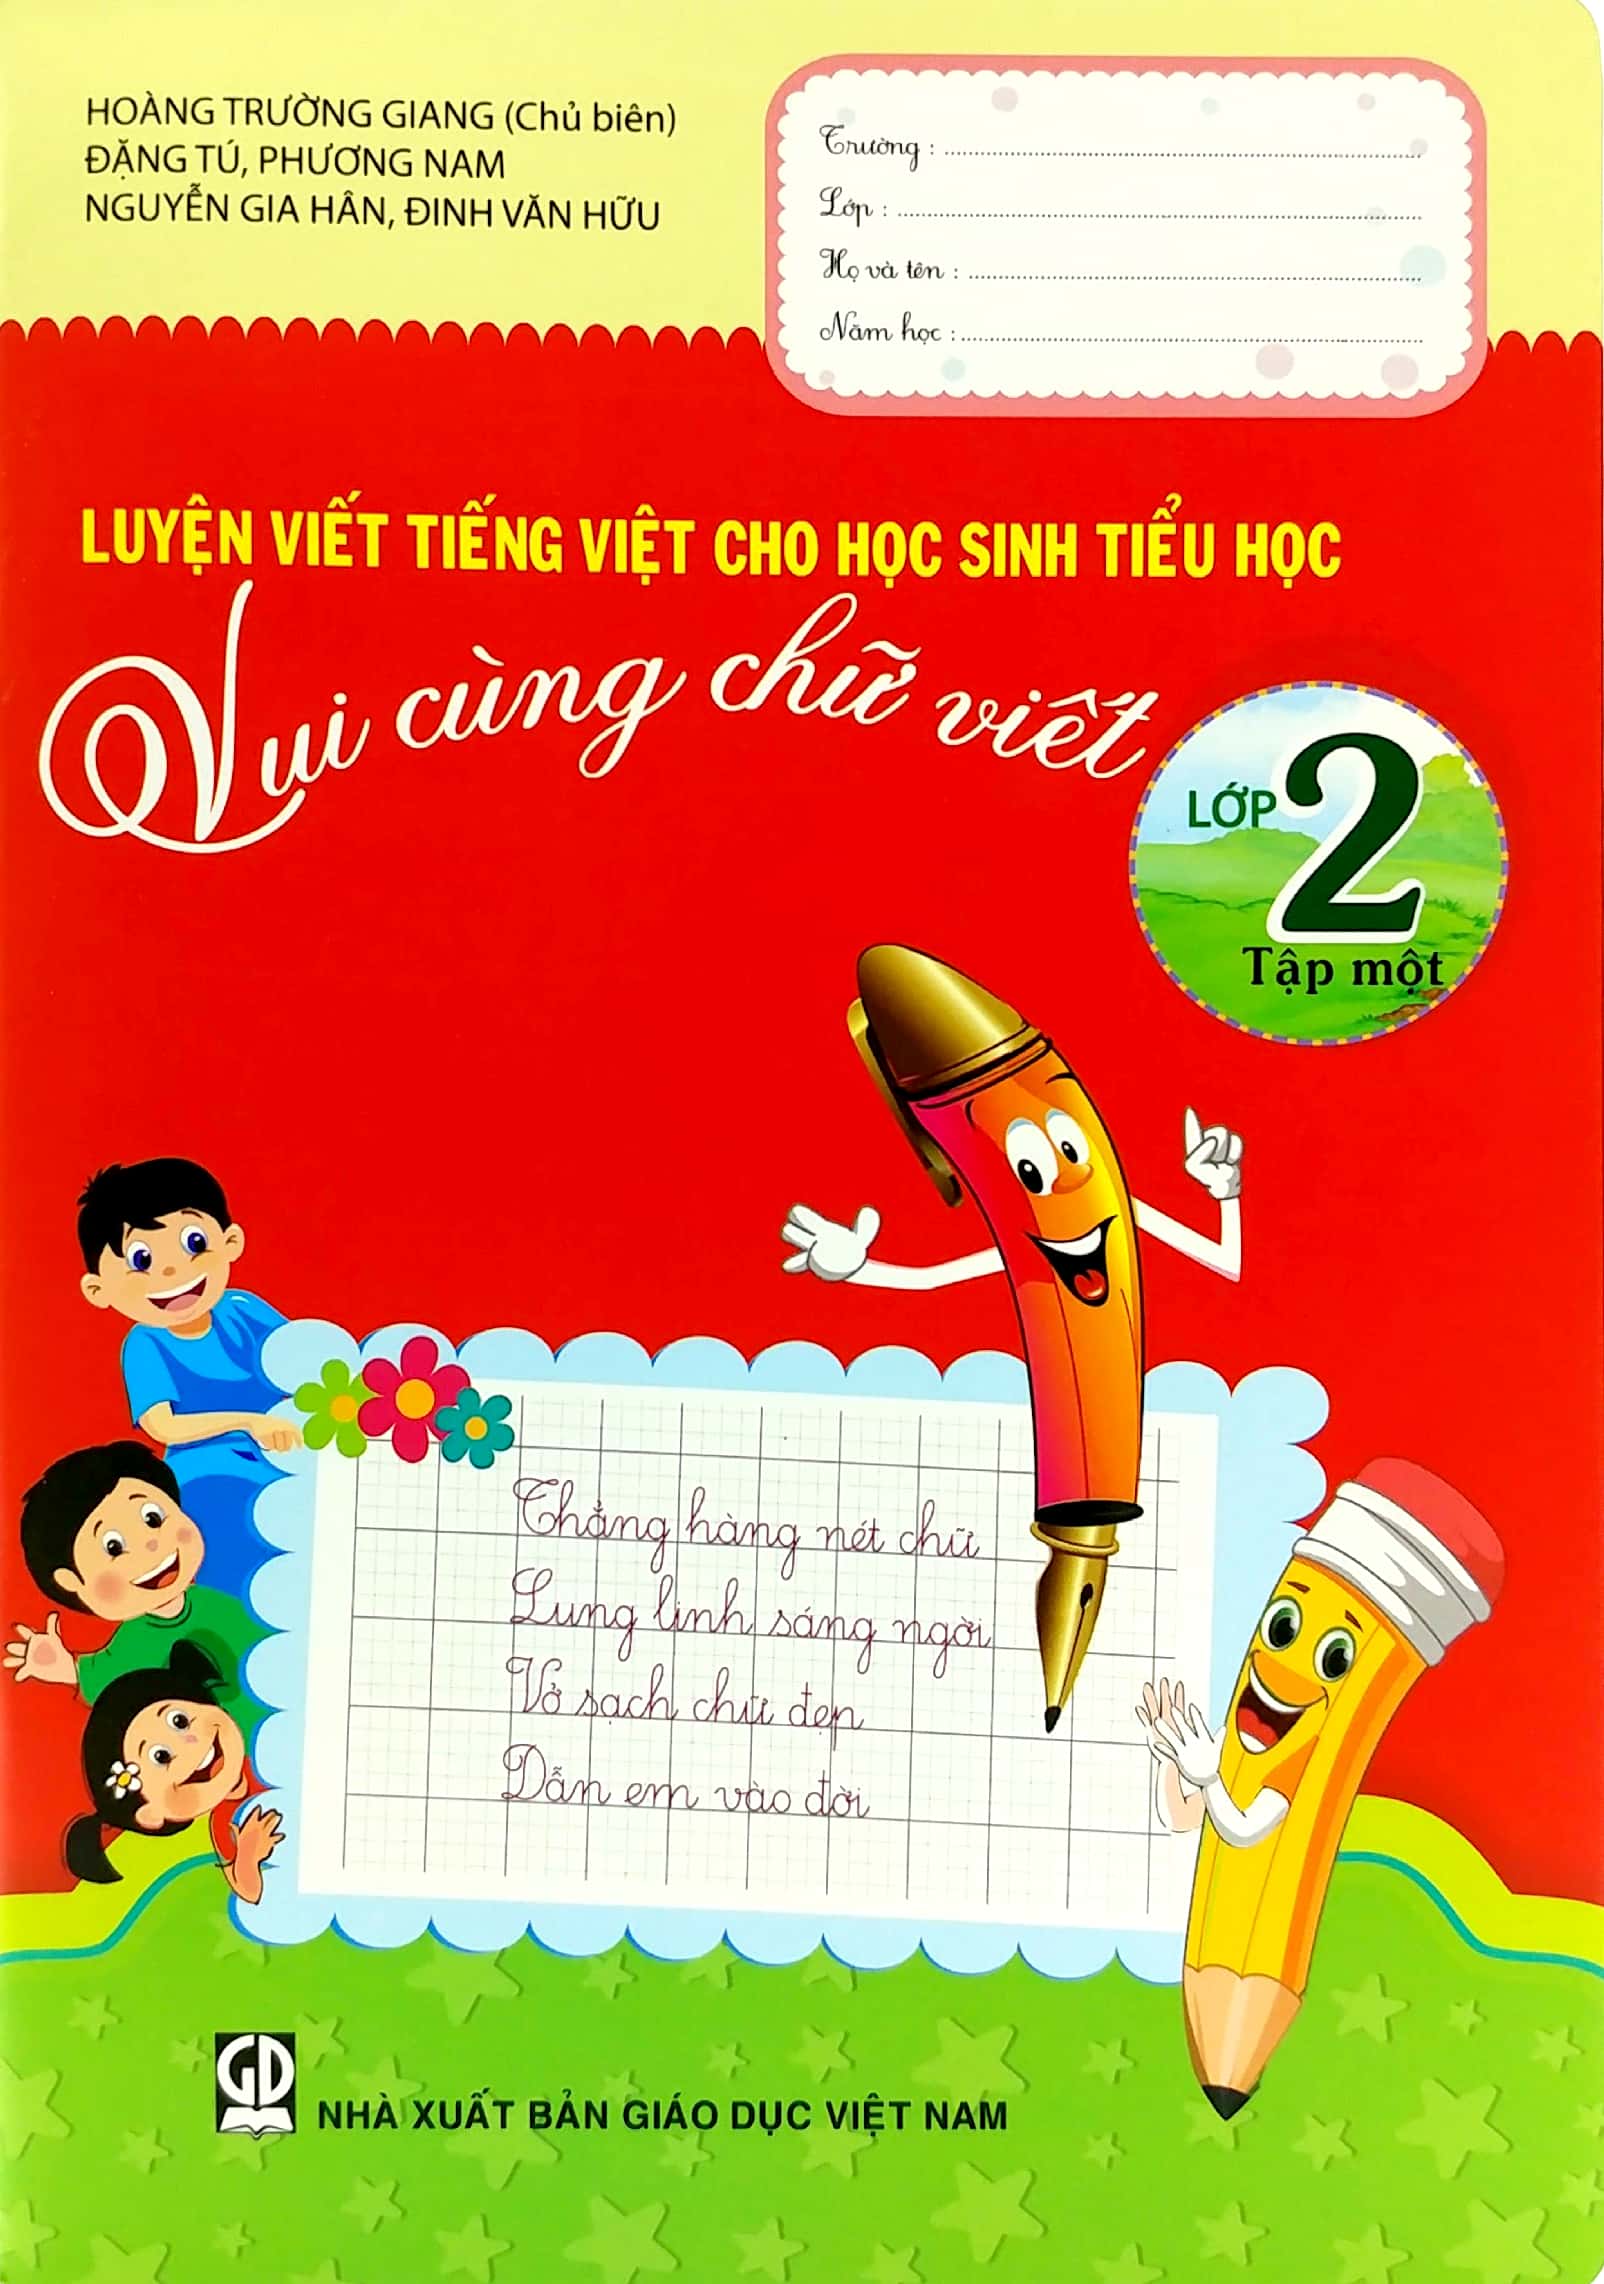 HOÀNG TRƯỜNG GIANG (Chủ biên)
ĐẶNG TÚ, PHƯƠNG NAM
NGUYỄN GIA HÂN, ĐINH VĂN HỮU
Trường :
Lớp :
Họ và tên :
Năm học :
LUYỆN VIẾT TIẾNG VIỆT CHO HỌC SINH TIỂU HỌC
Vui cùng chữ viết
LỚP 2
Tập một
Thẳng hàng nét chữ
Lung linh sáng ngời
Vở sạch chữ đẹp
Dẫn em vào đời
GD
NHÀ XUẤT BẢN GIÁO DỤC VIỆT NAM